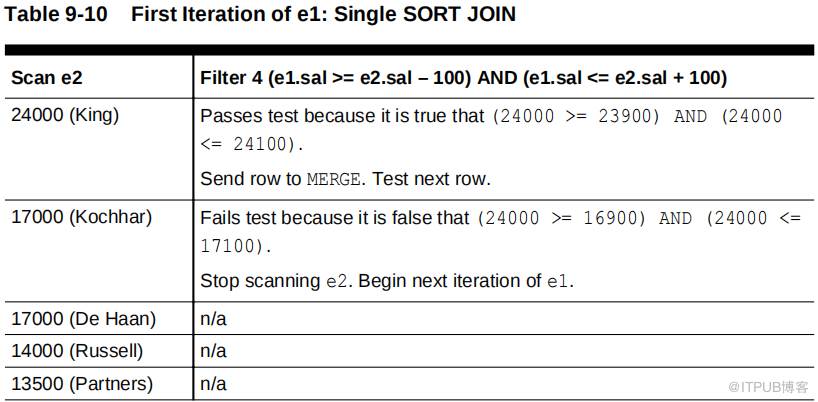 Table 9-10 First Iteration of e1: Single SORT JOIN
Scan e2 Filter 4 (e1.sal >= e2.sal – 100) AND (e1.sal <= e2.sal + 100)
24000 (King) Passes test because it is true that (24000 >= 23900) AND (24000
<= 24100).
Send row to MERGE. Test next row.
17000 (Kochhar) Fails test because it is false that (24000 >= 16900) AND (24000 <=
17100).
Stop scanning e2. Begin next iteration of e1.
17000 (De Haan) n/a
14000 (Russell) n/a
13500 (Partners) n/a
@ITPUB博客